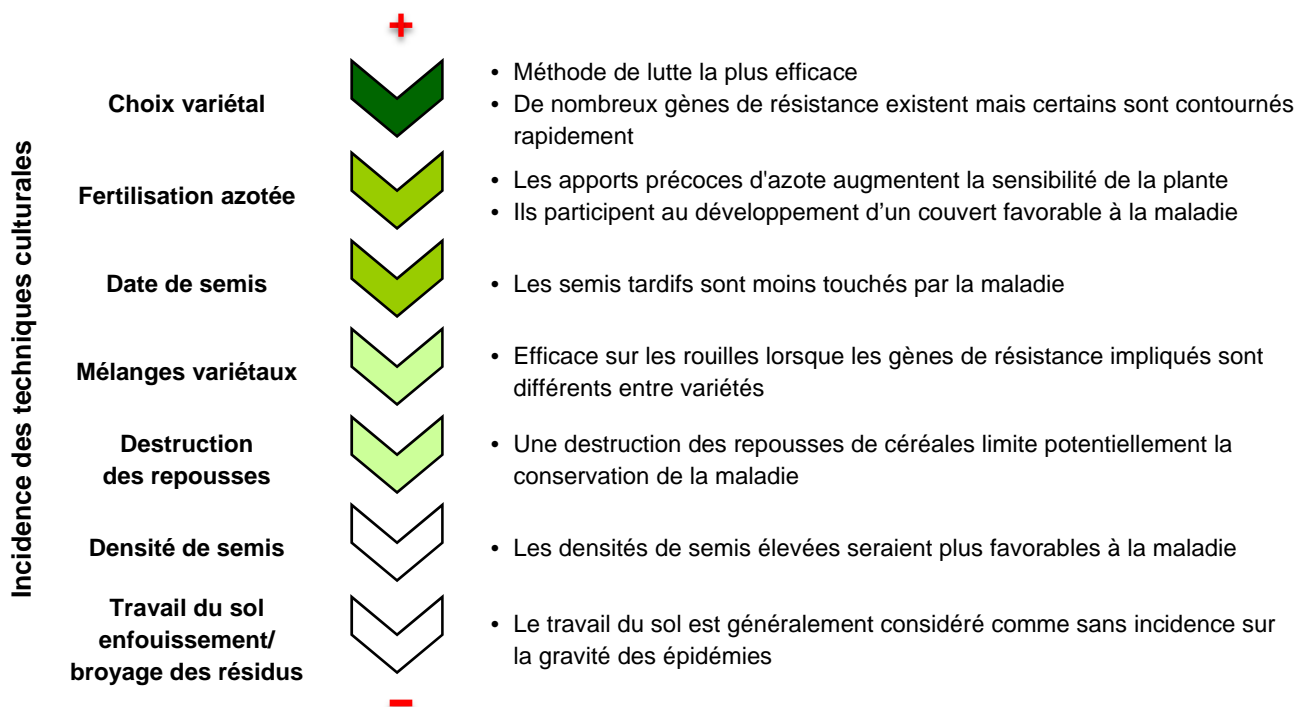 +
Incidence des techniques culturales
Choix variétal
• Méthode de lutte la plus efficace
• De nombreux gènes de résistance existent mais certains sont contournés
rapidement
Fertilisation azotée
• Les apports précoces d'azote augmentent la sensibilité de la plante
• Ils participent au développement d’un couvert favorable à la maladie
Date de semis
• Les semis tardifs sont moins touchés par la maladie
Mélanges variétaux
• Efficace sur les rouilles lorsque les gènes de résistance impliqués sont
différents entre variétés
Destruction
des repousses
• Une destruction des repousses de céréales limite potentiellement la
conservation de la maladie
Densité de semis
• Les densités de semis élevées seraient plus favorables à la maladie
Travail du sol
enfouissement/
broyage des résidus
• Le travail du sol est généralement considéré comme sans incidence sur
la gravité des épidémies
-